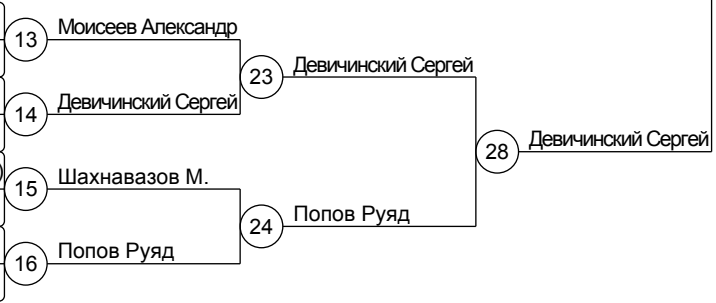 13 Моисеев Александр
23 Девичинский Сергей
14 Девичинский Сергей
28 Девичинский Сергей
15 Шахнавазов М.
24 Попов Руяд
16 Попов Руяд